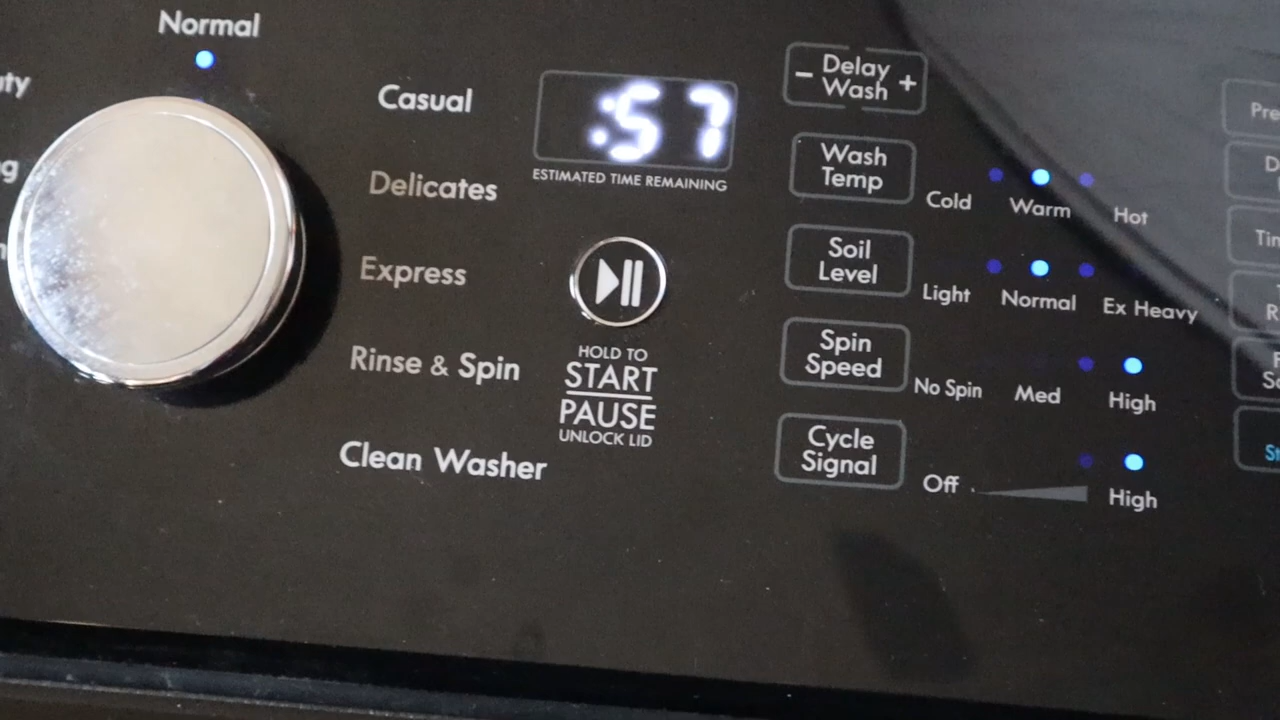 Normal
Casual
Delicates
Express
Rinse & Spin
Clean Washer
:57
ESTIMATED TIME REMAINING
HOLD TO
START
PAUSE
UNLOCK LID
- Delay +
Wash
Wash
Temp
Cold
Warm
Hot
Soil
Level
Light
Normal
Ex Heavy
Spin
Speed
No Spin
Med
High
Cycle
Signal
Off
High